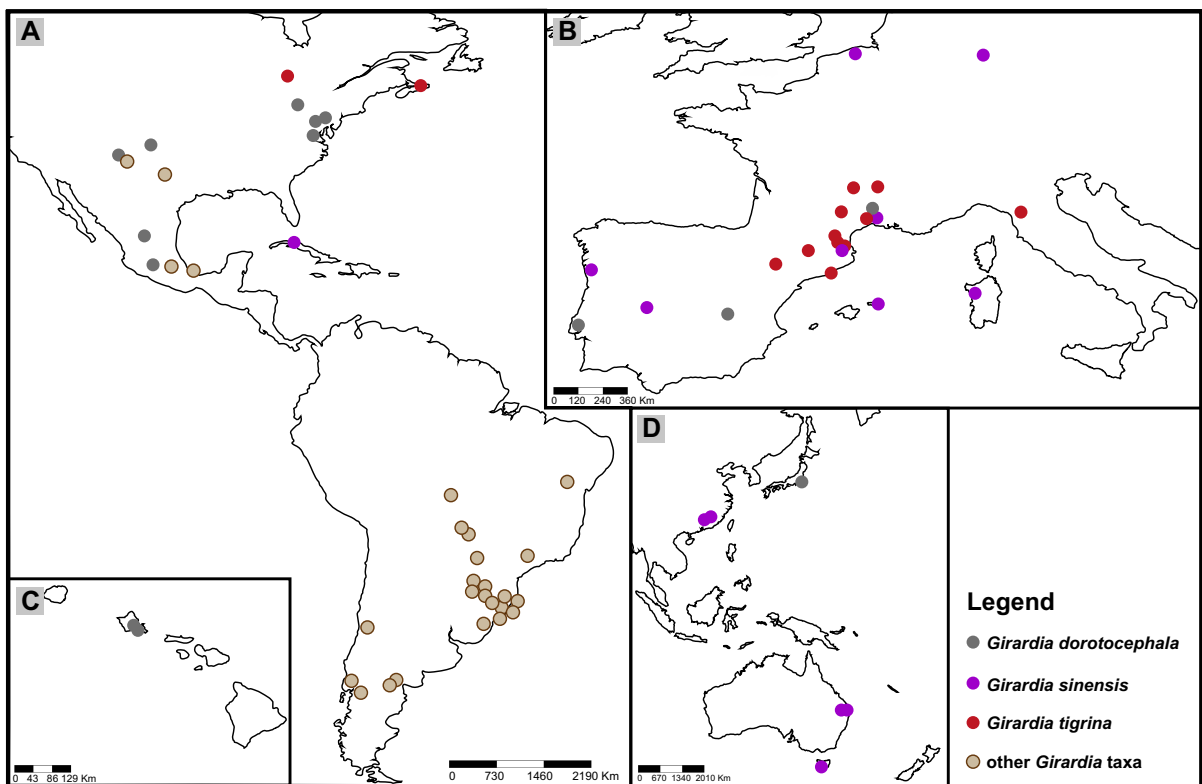 A
B
0 120 240 360 Km
D
C
Legend
Girardia dorotocephala
Girardia sinensis
Girardia tigrina
other Girardia taxa
0 43 86 129 Km
0 730 1460 2190 Km
0 670 1340 2010 Km